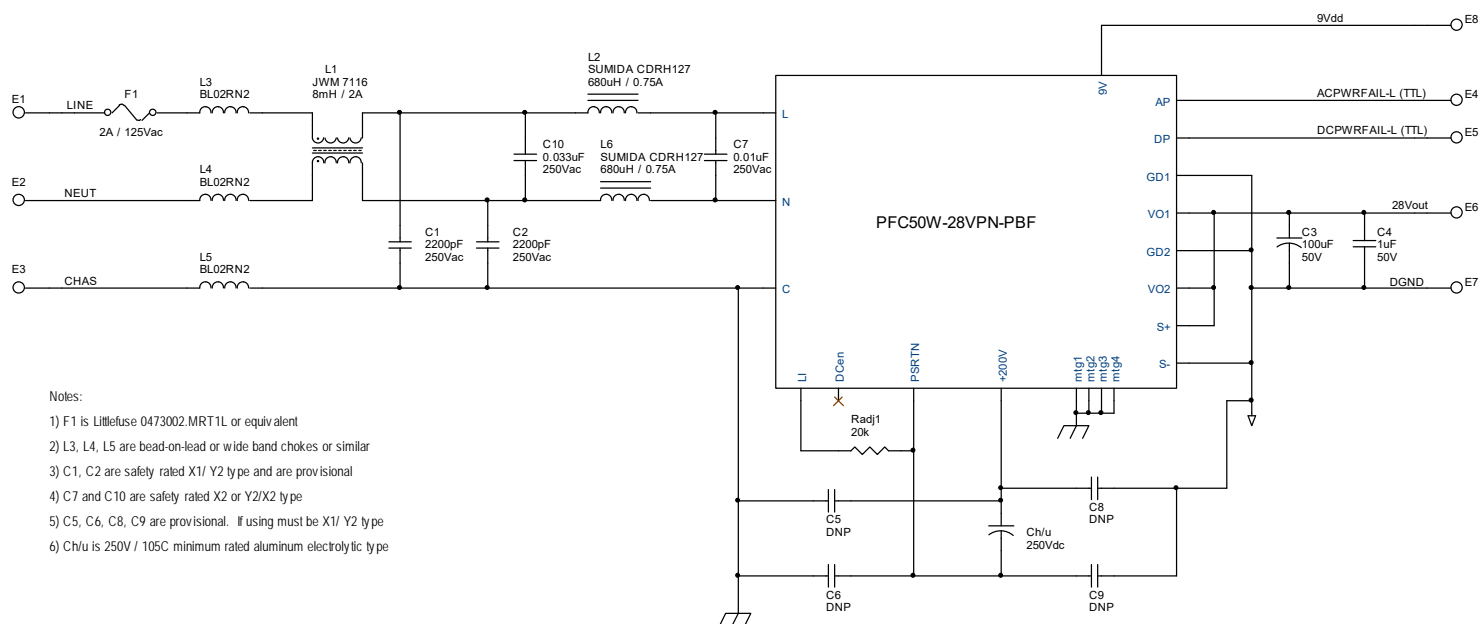 9Vdd
E8
L2
SUMIDA CDRH127
680uH / 0.75A
L1
JWM 7116
8mH / 2A
L3
BL02RN2
F1
E1
LINE
2A / 125Vac
L
9V
AP
ACPWRFAIL-L (TTL)
E4
DP
DCPWRFAIL-L (TTL)
E5
C10
0.033uF
250Vac
L6
SUMIDA CDRH127
680uH / 0.75A
C7
0.01uF
250Vac
L4
BL02RN2
E2
NEUT
N
GD1
VO1
28Vout
E6
PFC50W-28VPN-PBF
C1
2200pF
250Vac
C2
2200pF
250Vac
C3
100uF
50V
C4
1uF
50V
GD2
L5
BL02RN2
E3
CHAS
C
VO2
DGND
E7
S+
S-
LI
DCen
PSRTN
+200V
mtg1
mtg2
mtg3
mtg4
Radj1
20k
C5
DNP
C8
DNP
Ch/u
250Vdc
C6
DNP
C9
DNP
Notes:
1) F1 is Littlefuse 0473002.MRT1L or equivalent
2) L3, L4, L5 are bead-on-lead or wide band chokes or similar
3) C1, C2 are safety rated X1/ Y2 type and are provisional
4) C7 and C10 are safety rated X2 or Y2/X2 type
5) C5, C6, C8, C9 are provisional. If using must be X1/ Y2 type
6) Ch/u is 250V / 105C minimum rated aluminum electrolytic type